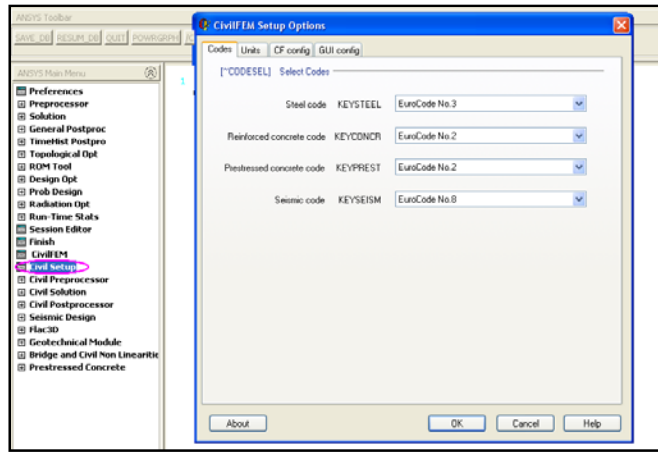 ANSYS Toolbar
SAVE_DB RESUM_DB QUIT POWRGRPH
ANSYS Main Menu
Preferences
Preprocessor
Solution
General Postproc
TimeHist Postpro
Topological Opt
ROM Tool
Design Opt
Prob Design
Radiation Opt
Run-Time Stats
Session Editor
Finish
CivilFEM
Civil Setup
Civil Preprocessor
Civil Solution
Civil Postprocessor
Seismic Design
Flac3D
Geotechnical Module
Bridge and Civil Non Linearitie
Prestressed Concrete
1
CivilFEM Setup Options
Codes Units CF config GUI config
[~CODESEL] Select Codes
Steel code KEYSTEEL EuroCode No.3
Reinforced concrete code KEYCONCR EuroCode No.2
Prestressed concrete code KEYPREST EuroCode No.2
Seismic code KEYSEISM EuroCode No.8
About OK Cancel Help